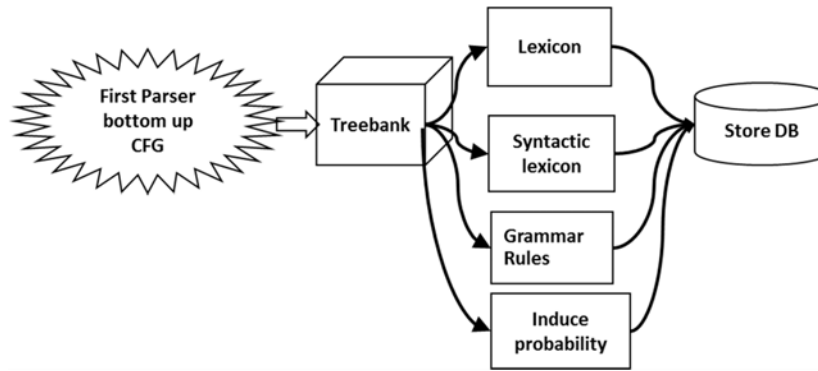 First Parser
bottom up
CFG
Treebank
Lexicon
Syntactic
lexicon
Grammar
Rules
Induce
probability
Store DB